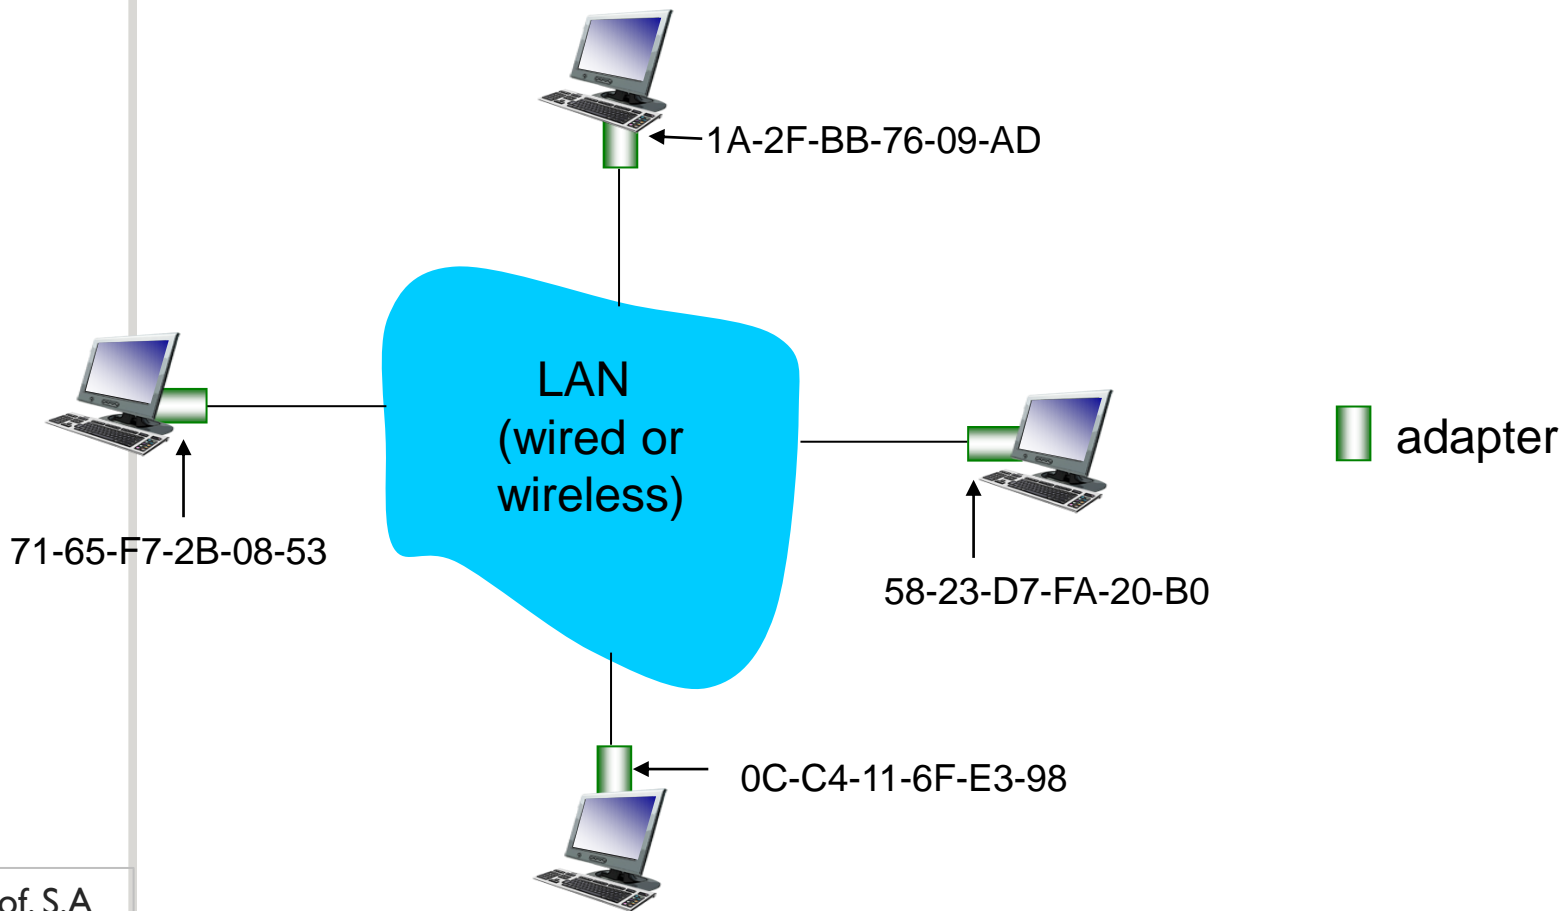 1A-2F-BB-76-09-AD
LAN
(wired or
wireless)
adapter
71-65-F7-2B-08-53
58-23-D7-FA-20-B0
0C-C4-11-6F-E3-98
of. S.A